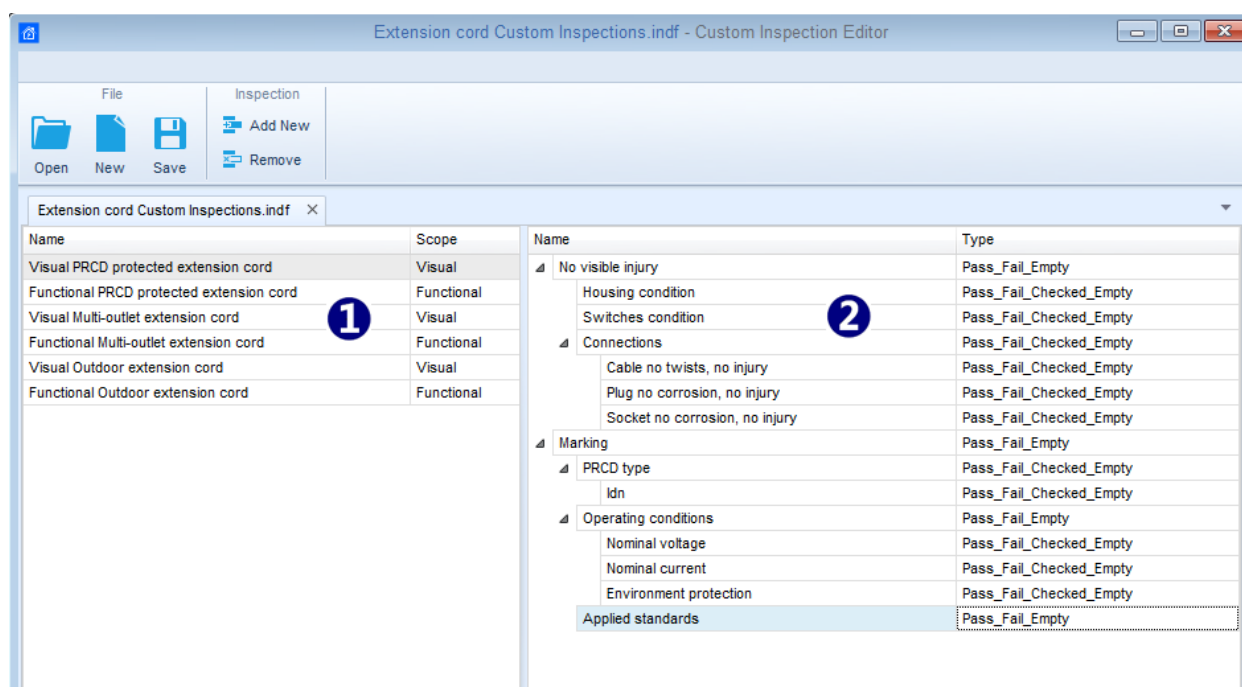 Extension cord Custom Inspections.indf - Custom Inspection Editor
File Inspection
Open New Save Add New
Remove
Extension cord Custom Inspections.indf
Name Scope Name Type
Visual PRCD protected extension cord Visual No visible injury Pass_Fail_Empty
Functional PRCD protected extension cord Functional Housing condition Pass_Fail_Checked_Empty
Visual Multi-outlet extension cord 1 Visual Switches condition 2 Pass_Fail_Checked_Empty
Functional Multi-outlet extension cord Functional Connections Pass_Fail_Checked_Empty
Visual Outdoor extension cord Visual Cable no twists, no injury Pass_Fail_Checked_Empty
Functional Outdoor extension cord Functional Plug no corrosion, no injury Pass_Fail_Checked_Empty
Socket no corrosion, no injury Pass_Fail_Checked_Empty
Marking Pass_Fail_Empty
PRCD type Pass_Fail_Checked_Empty
Idn Pass_Fail_Checked_Empty
Operating conditions Pass_Fail_Empty
Nominal voltage Pass_Fail_Checked_Empty
Nominal current Pass_Fail_Checked_Empty
Environment protection Pass_Fail_Checked_Empty
Applied standards Pass_Fail_Empty